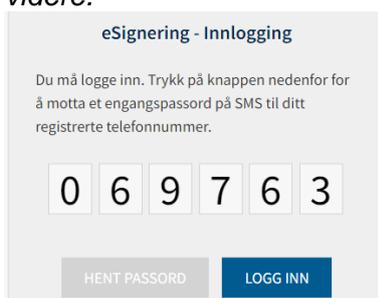 videre.
eSignering - Innlogging
Du må logge inn. Trykk på knappen nedenfor for
å motta et engangspassord på SMS til ditt
registrerte telefonnummer.
0 6 9 7 6 3
HENT PASSORD LOGG INN